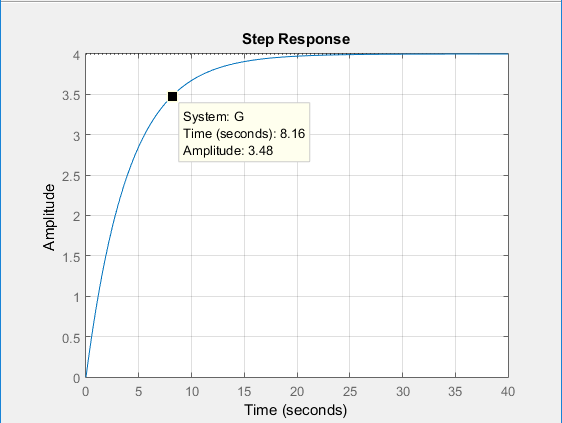 Step Response
4
3.5
3
2.5
2
1.5
1
0.5
0
Amplitude
System: G
Time (seconds): 8.16
Amplitude: 3.48
0 5 10 15 20 25 30 35 40
Time (seconds)